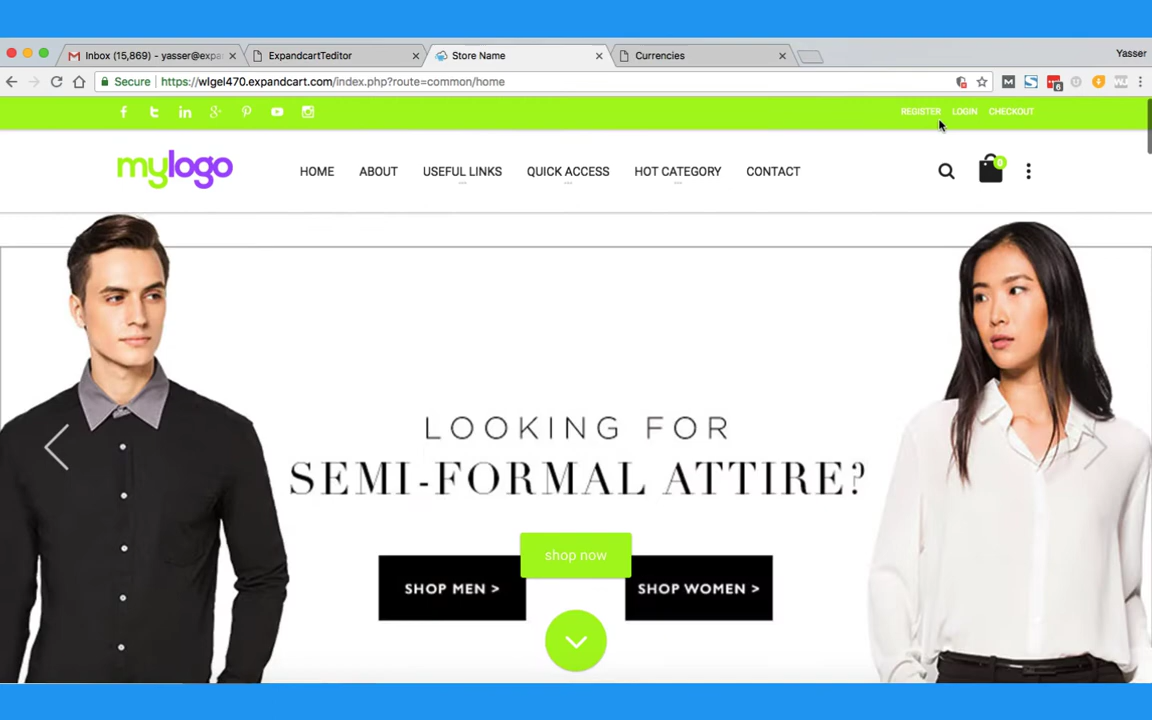 Inbox (15,869) - yasser@expa
ExpandcartTeditor
Store Name
Currencies
Yasser
Secure
https://wlgel470.expandcart.com/index.php?route=common/home
REGISTER LOGIN CHECKOUT
mylogo
HOME ABOUT USEFUL LINKS QUICK ACCESS HOT CATEGORY CONTACT
0
LOOKING FOR
SEMI-FORMAL ATTIRE?
shop now
SHOP MEN >
SHOP WOMEN >